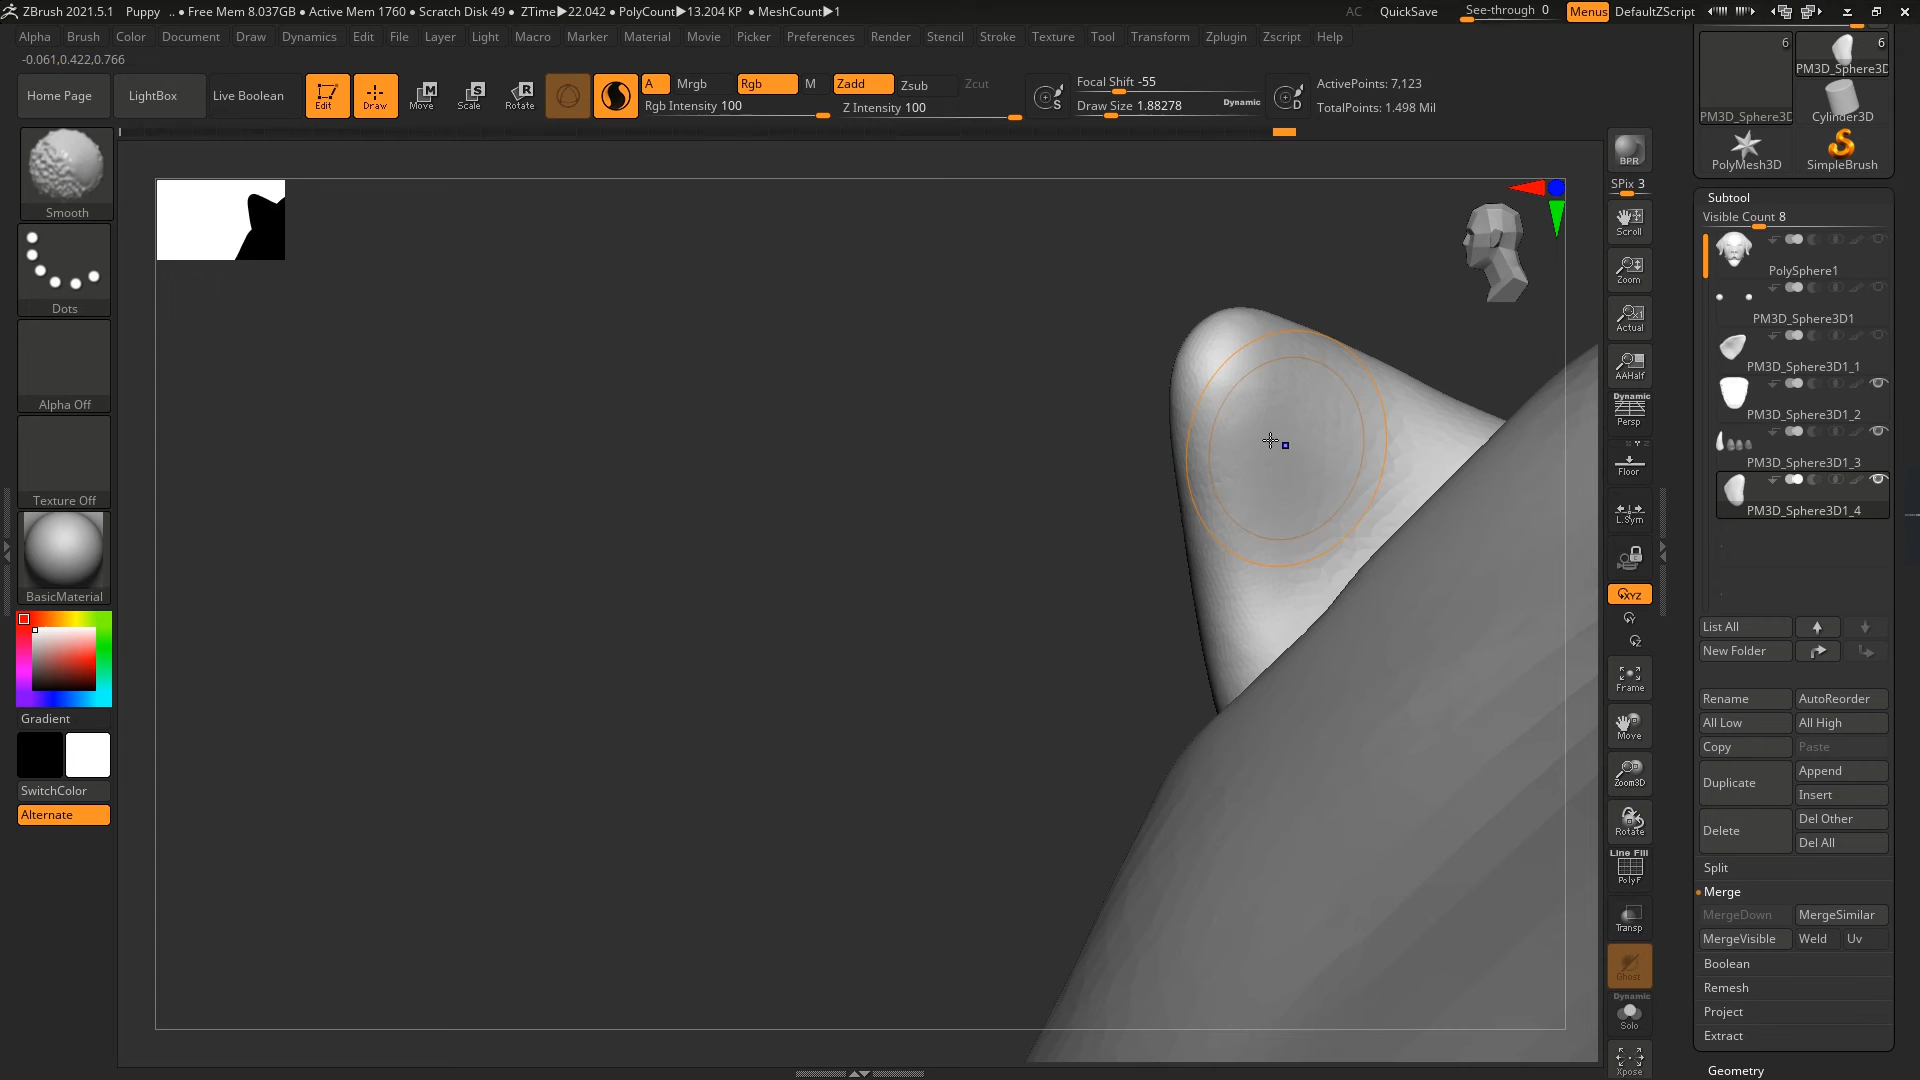 ZBrush 2021.5.1 Puppy .. • Free Mem 8.037GB • Active Mem 1760 • Scratch Disk 49 • ZTime▶22.042 • PolyCount▶13.204 KP • MeshCount▶1 AC QuickSave See-through 0 Menus DefaultZScript
Alpha Brush Color Document Draw Dynamics Edit File Layer Light Macro Marker Material Movie Picker Preferences Render Stencil Stroke Texture Tool Transform Zplugin Zscript Help
-0.061,0.422,0.766
Home Page LightBox Live Boolean Edit Draw Move Scale Rotate
A Mrgb Rgb M Zadd Zsub Zcut
Rgb Intensity 100 Z Intensity 100
Focal Shift -55
Draw Size 1.88278 Dynamic
ActivePoints: 7,123
TotalPoints: 1.498 Mil
Smooth
Dots
Alpha Off
Texture Off
BasicMaterial
Gradient
SwitchColor
Alternate
BPR
SPix 3
Scroll
Zoom
Actual
AAHalf
Dynamic
Persp
Floor
L.Sym
XYZ
Frame
Move
Zoom3D
Rotate
Line Fill
PolyF
Transp
Ghost
Dynamic
Solo
Xpose
6 6
PM3D_Sphere3D
PM3D_Sphere3D
Cylinder3D
PolyMesh3D SimpleBrush
Subtool
Visible Count 8
PolySphere1
PM3D_Sphere3D1
PM3D_Sphere3D1_1
PM3D_Sphere3D1_2
PM3D_Sphere3D1_3
PM3D_Sphere3D1_4
List All
New Folder
Rename AutoReorder
All Low All High
Copy Paste
Duplicate Append
Insert
Delete Del Other
Del All
Split
Merge
MergeDown MergeSimilar
MergeVisible Weld Uv
Boolean
Remesh
Project
Extract
Geometry